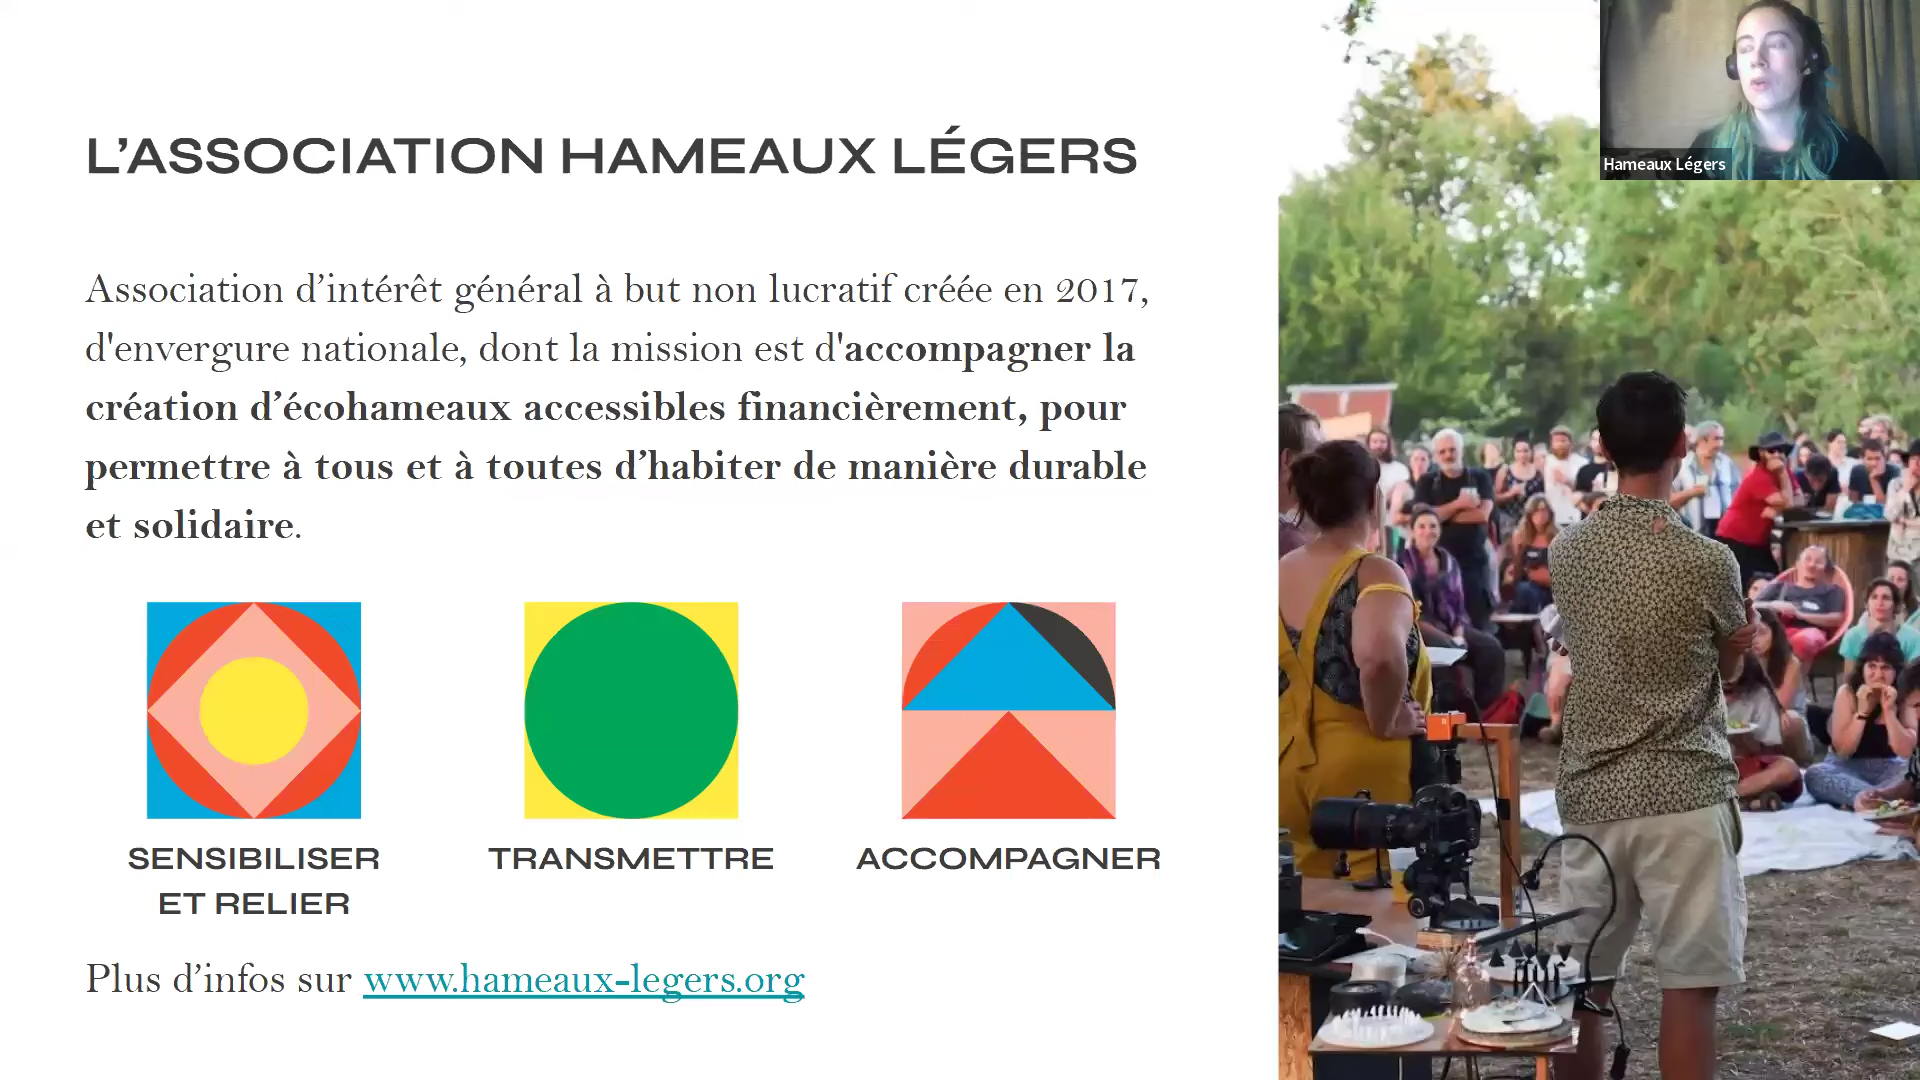 L’ASSOCIATION HAMEAUX LÉGERS
Hameaux Légers
Association d’intérêt général à but non lucratif créée en 2017,
d'envergure nationale, dont la mission est d'accompagner la
création d’écohameaux accessibles financièrement, pour
permettre à tous et à toutes d’habiter de manière durable
et solidaire.
SENSIBILISER
ET RELIER
TRANSMETTRE
ACCOMPAGNER
Plus d’infos sur www.hameaux-legers.org